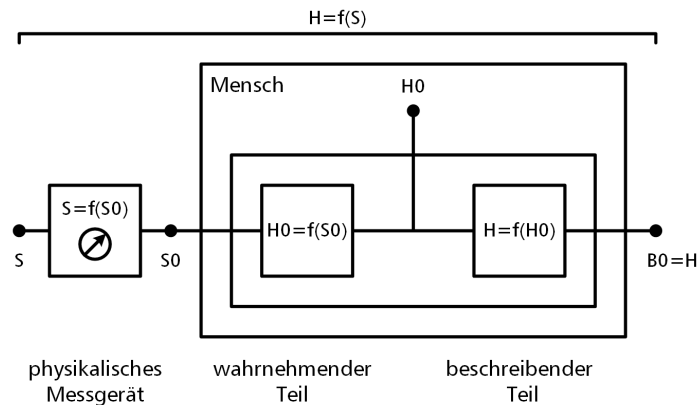 H=f(S)
Mensch
H0
S=f(S0)
H0=f(S0)
H=f(H0)
S
S0
B0=H
physikalisches
Messgerät
wahrnehmender
Teil
beschreibender
Teil